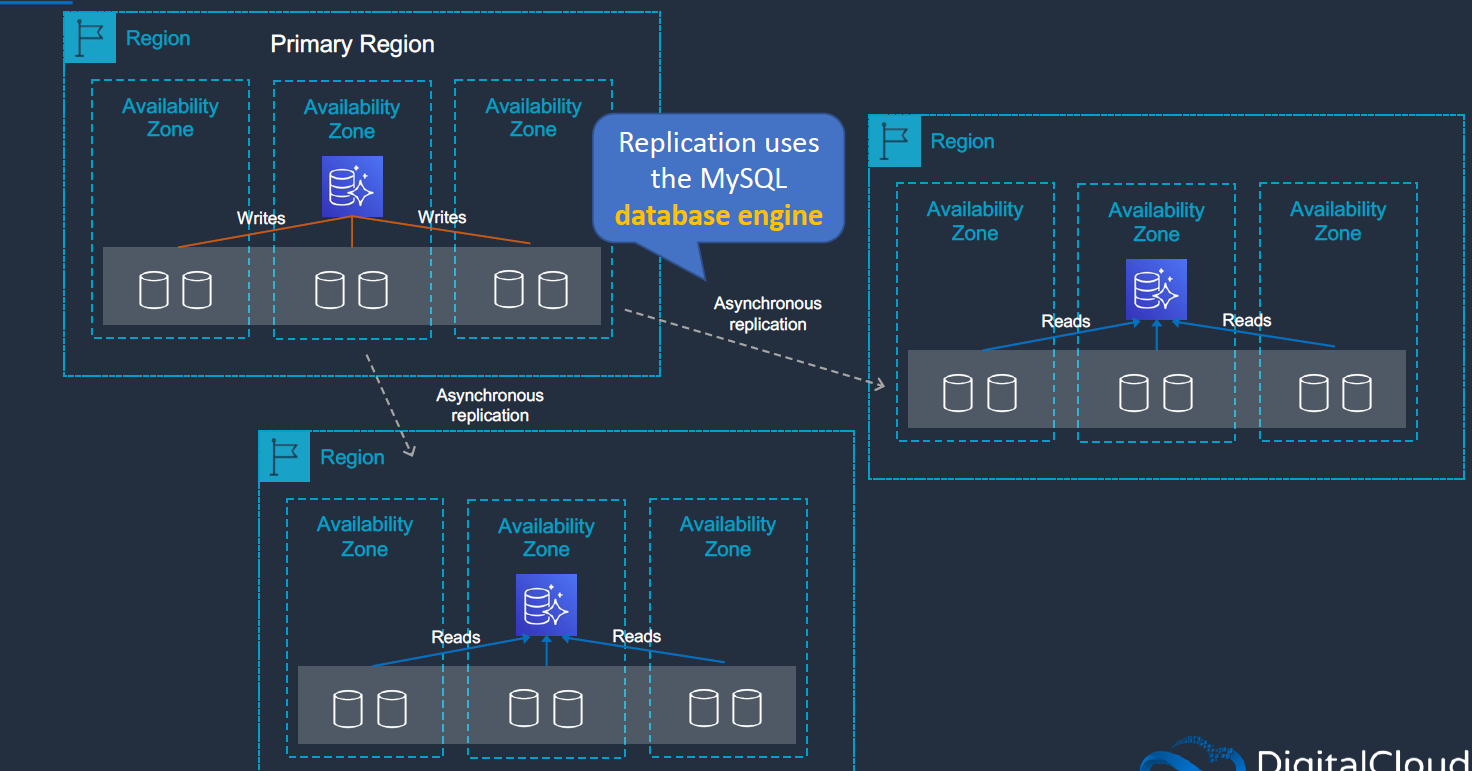 Region
Primary Region
Availability
Zone
Availability
Zone
Availability
Zone
Writes
Writes
Replication uses
the MySQL
database engine
Asynchronous
replication
Asynchronous
replication
Region
Availability
Zone
Availability
Zone
Availability
Zone
Reads
Reads
Region
Availability
Zone
Availability
Zone
Availability
Zone
Reads
Reads
DigitalCloud